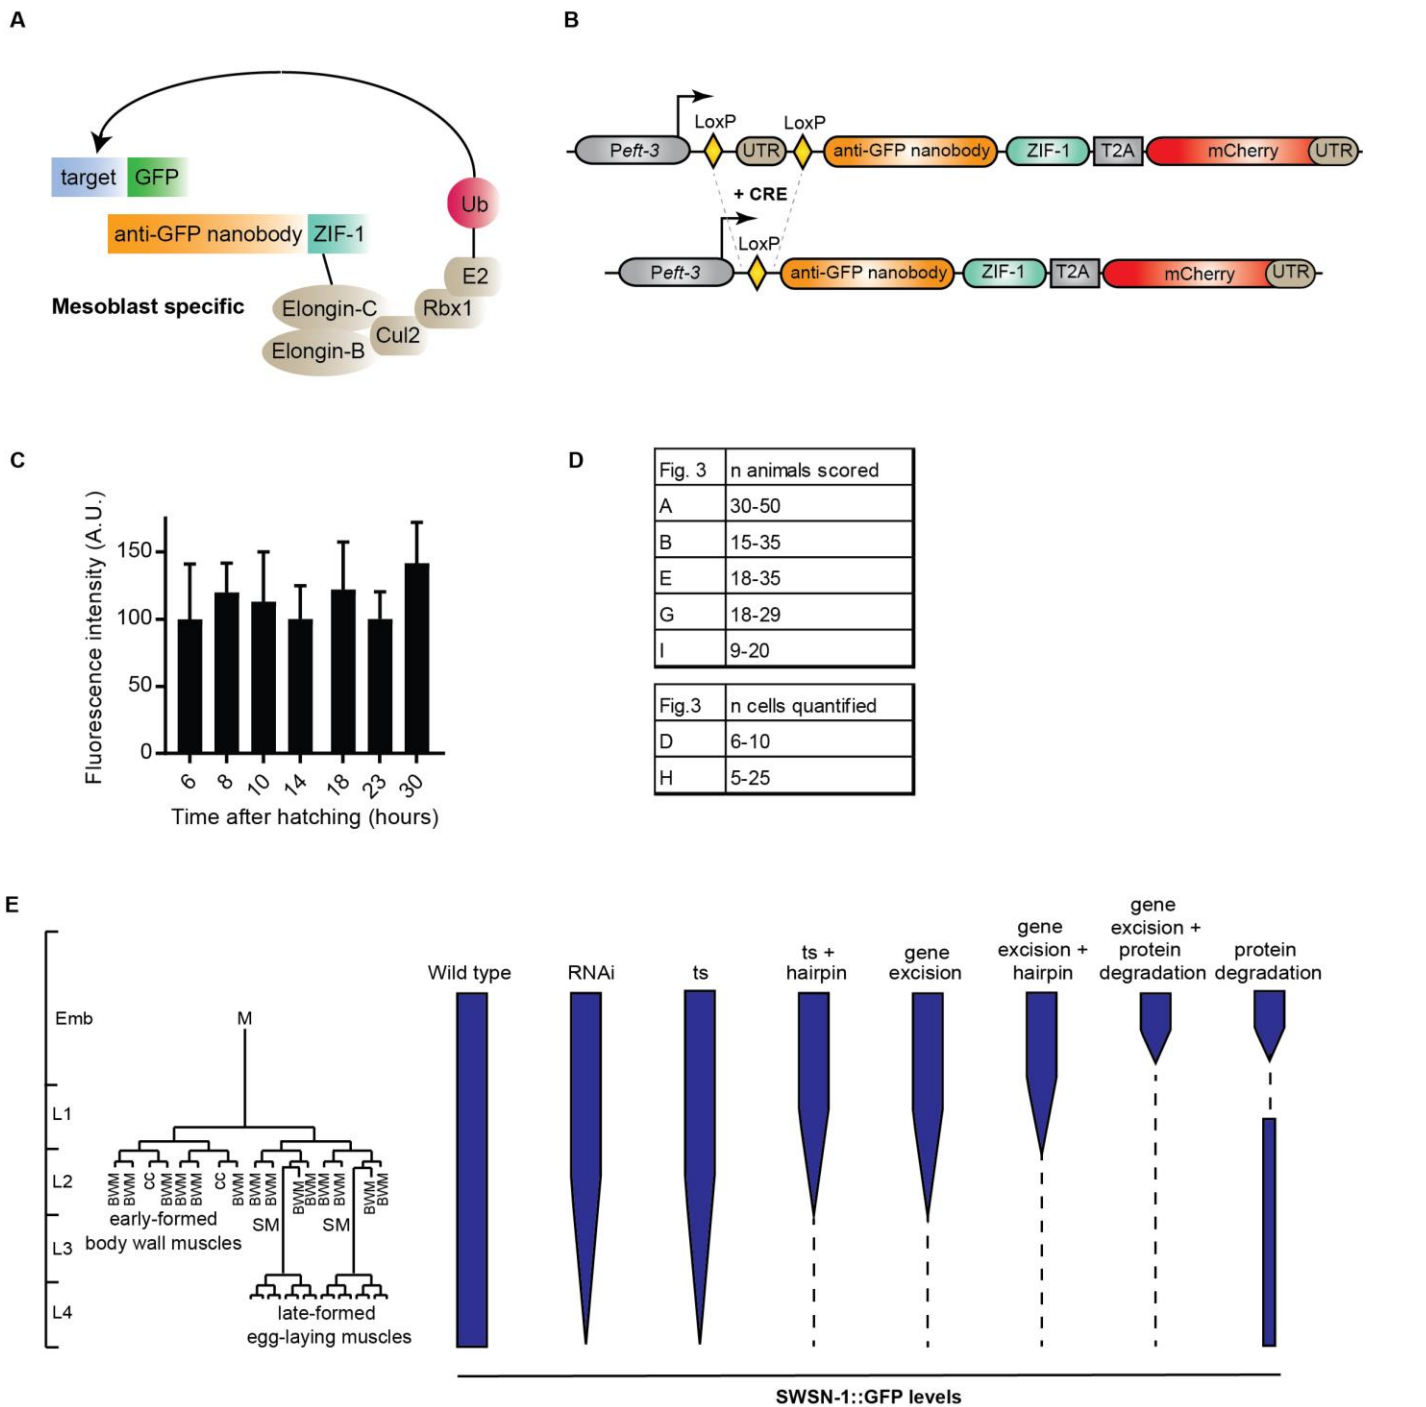 A
target GFP
anti-GFP nanobody ZIF-1
Mesoblast specific
Ub
E2
Rbx1
Cul2
Elongin-C
Elongin-B
B
LoxP LoxP
Peft-3 UTR anti-GFP nanobody ZIF-1 T2A mCherry UTR
+ CRE
LoxP
Peft-3 anti-GFP nanobody ZIF-1 T2A mCherry UTR
C
Fluorescence intensity (A.U.)
150
100
50
0
6 8 10 14 18 23 30
Time after hatching (hours)
D
Fig. 3 n animals scored
A 30-50
B 15-35
E 18-35
G 18-29
I 9-20
Fig.3 n cells quantified
D 6-10
H 5-25
E
Emb
L1
L2
L3
L4
M
BWM BWM CC BWM BWM BWM CC BWM BWM BWM BWM BWM BWM BWM BWM BWM
early-formed
body wall muscles
SM SM
late-formed
egg-laying muscles
Wild type
RNAi
ts
ts +
hairpin
gene
excision
gene
excision +
hairpin
gene
excision +
protein
degradation
protein
degradation
SWSN-1::GFP levels